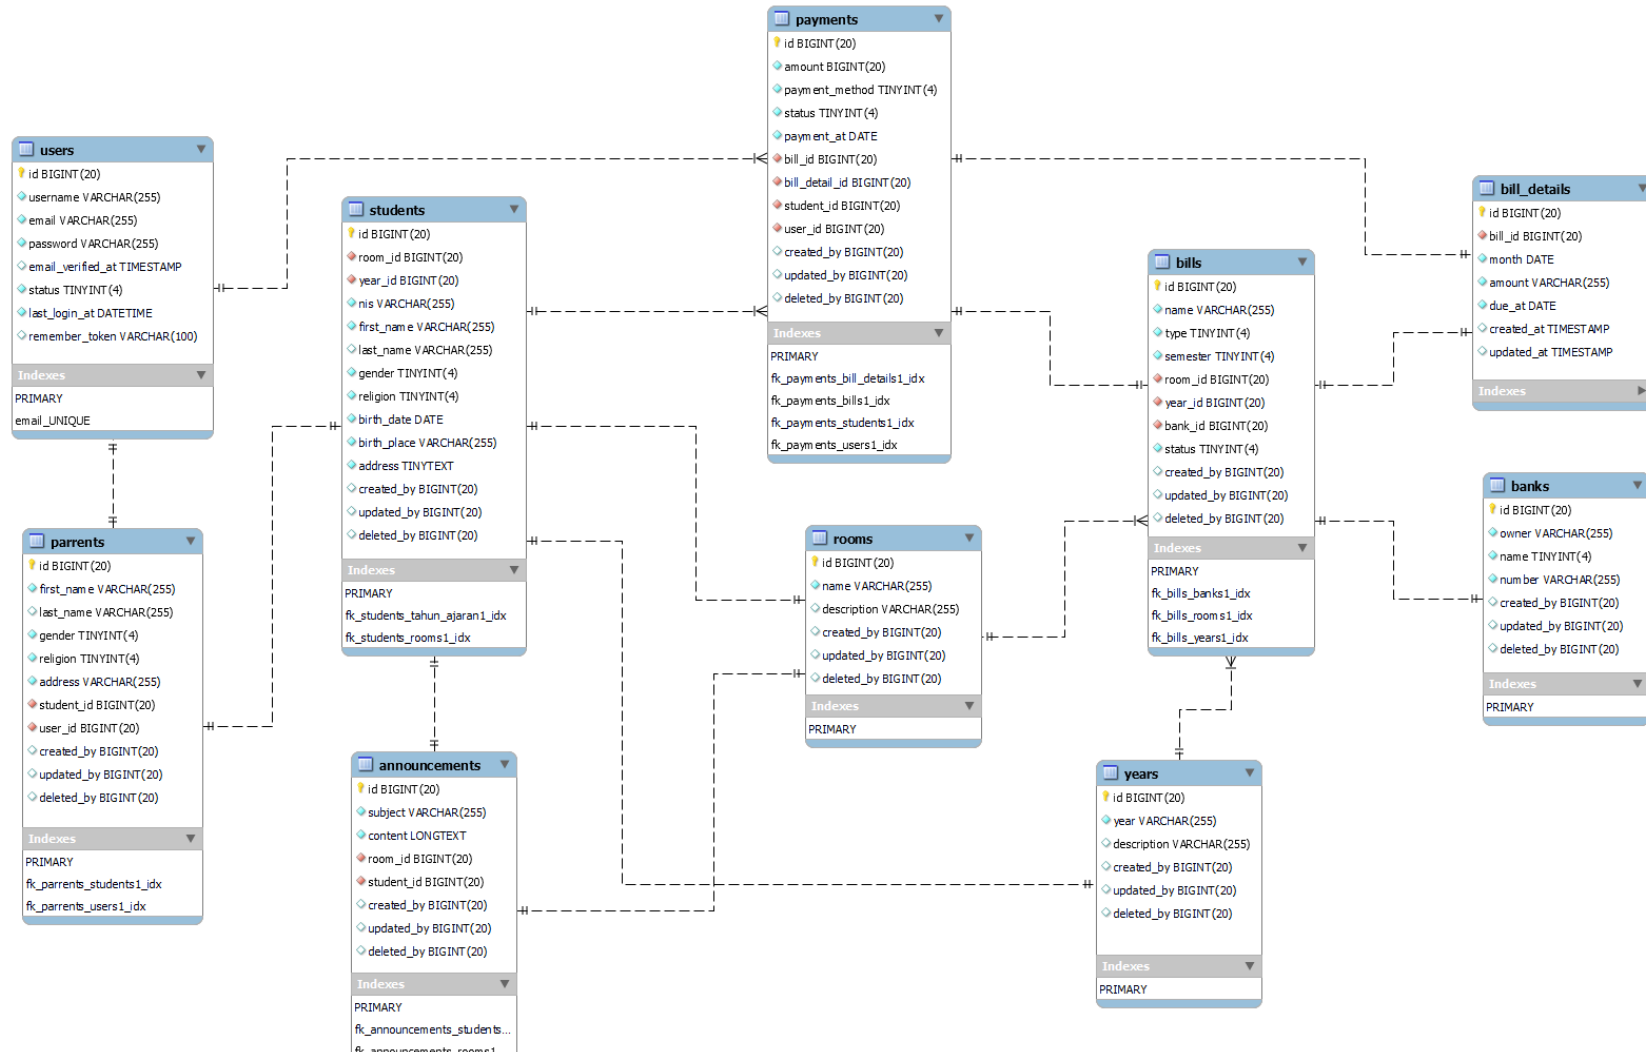 payments
id BIGINT(20)
amount BIGINT(20)
payment_method TINYINT(4)
status TINYINT(4)
payment_at DATE
bill_id BIGINT(20)
bill_detail_id BIGINT(20)
student_id BIGINT(20)
user_id BIGINT(20)
created_by BIGINT(20)
updated_by BIGINT(20)
deleted_by BIGINT(20)
Indexes
PRIMARY
fk_payments_bill_details1_idx
fk_payments_bills1_idx
fk_payments_students1_idx
fk_payments_users1_idx
users
id BIGINT(20)
username VARCHAR(255)
email VARCHAR(255)
password VARCHAR(255)
email_verified_at TIMESTAMP
status TINYINT(4)
last_login_at DATETIME
remember_token VARCHAR(100)
Indexes
PRIMARY
email_UNIQUE
students
id BIGINT(20)
room_id BIGINT(20)
year_id BIGINT(20)
nis VARCHAR(255)
first_name VARCHAR(255)
last_name VARCHAR(255)
gender TINYINT(4)
religion TINYINT(4)
birth_date DATE
birth_place VARCHAR(255)
address TINYTEXT
created_by BIGINT(20)
updated_by BIGINT(20)
deleted_by BIGINT(20)
Indexes
PRIMARY
fk_students_tahun_ajaran1_idx
fk_students_rooms1_idx
bill_details
id BIGINT(20)
bill_id BIGINT(20)
month DATE
amount VARCHAR(255)
due_at DATE
created_at TIMESTAMP
updated_at TIMESTAMP
Indexes
bills
id BIGINT(20)
name VARCHAR(255)
type TINYINT(4)
semester TINYINT(4)
room_id BIGINT(20)
year_id BIGINT(20)
bank_id BIGINT(20)
status TINYINT(4)
created_by BIGINT(20)
updated_by BIGINT(20)
deleted_by BIGINT(20)
Indexes
PRIMARY
fk_bills_banks1_idx
fk_bills_rooms1_idx
fk_bills_years1_idx
banks
id BIGINT(20)
owner VARCHAR(255)
name TINYINT(4)
number VARCHAR(255)
created_by BIGINT(20)
updated_by BIGINT(20)
deleted_by BIGINT(20)
Indexes
PRIMARY
parrents
id BIGINT(20)
first_name VARCHAR(255)
last_name VARCHAR(255)
gender TINYINT(4)
religion TINYINT(4)
address VARCHAR(255)
student_id BIGINT(20)
user_id BIGINT(20)
created_by BIGINT(20)
updated_by BIGINT(20)
deleted_by BIGINT(20)
Indexes
PRIMARY
fk_parrents_students1_idx
fk_parrents_users1_idx
rooms
id BIGINT(20)
name VARCHAR(255)
description VARCHAR(255)
created_by BIGINT(20)
updated_by BIGINT(20)
deleted_by BIGINT(20)
Indexes
PRIMARY
announcements
id BIGINT(20)
subject VARCHAR(255)
content LONGTEXT
room_id BIGINT(20)
student_id BIGINT(20)
created_by BIGINT(20)
updated_by BIGINT(20)
deleted_by BIGINT(20)
Indexes
PRIMARY
fk_announcements_students...
fk_announcements_rooms1
years
id BIGINT(20)
year VARCHAR(255)
description VARCHAR(255)
created_by BIGINT(20)
updated_by BIGINT(20)
deleted_by BIGINT(20)
Indexes
PRIMARY